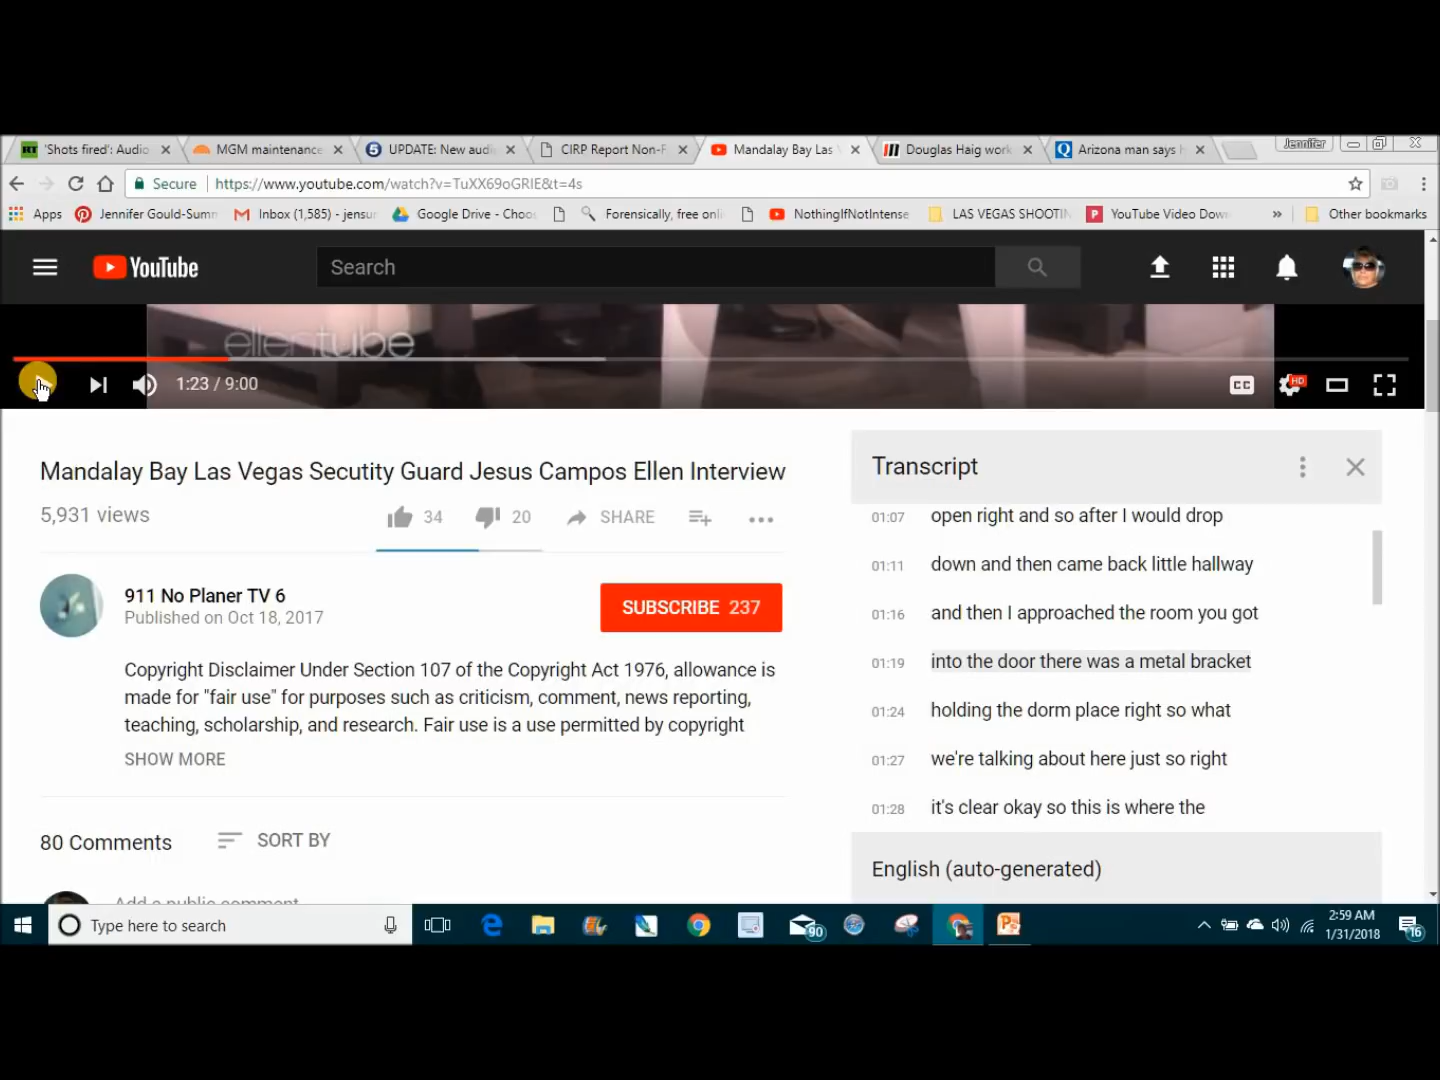 'Shots fired': Audio
MGM maintenance
UPDATE: New audi
CIRP Report Non-F
Mandalay Bay Las
Douglas Haig work
Arizona man says
Jennifer
Secure
https://www.youtube.com/watch?v=TuXX69oGRIE&t=4s
Apps
Jennifer Gould-Summ
Inbox (1,585) - jensur
Google Drive - Choo
Forensically, free onli
NothingIfNotIntense
LAS VEGAS SHOOTIN
YouTube Video Dow
»
Other bookmarks
YouTube
Search
ellentube
1:23 / 9:00
CC
HD
Mandalay Bay Las Vegas Secutity Guard Jesus Campos Ellen Interview
5,931 views
34
20
SHARE
911 No Planer TV 6
Published on Oct 18, 2017
SUBSCRIBE 237
Copyright Disclaimer Under Section 107 of the Copyright Act 1976, allowance is
made for "fair use" for purposes such as criticism, comment, news reporting,
teaching, scholarship, and research. Fair use is a use permitted by copyright
SHOW MORE
80 Comments
SORT BY
Add a public comment
Transcript
01:07 open right and so after I would drop
01:11 down and then came back little hallway
01:16 and then I approached the room you got
01:19 into the door there was a metal bracket
01:24 holding the dorm place right so what
01:27 we're talking about here just so right
01:28 it's clear okay so this is where the
English (auto-generated)
Type here to search
90
2:59 AM
1/31/2018
16